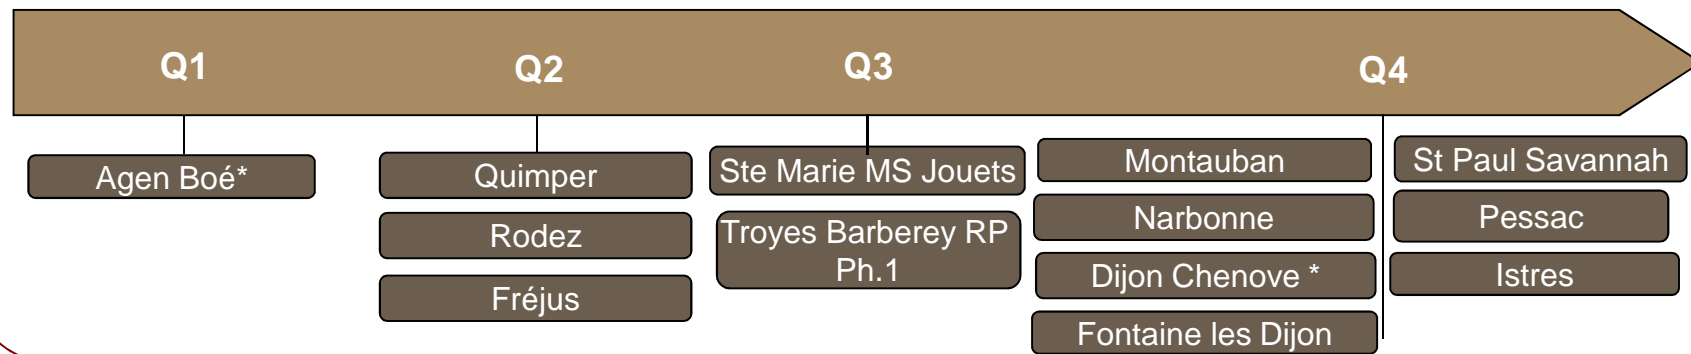 Q1
Q2
Q3
Q4
Agen Boé*
Quimper
Rodez
Fréjus
Ste Marie MS Jouets
Troyes Barberey RP
Ph.1
Montauban
Narbonne
Dijon Chenove *
Fontaine les Dijon
St Paul Savannah
Pessac
Istres